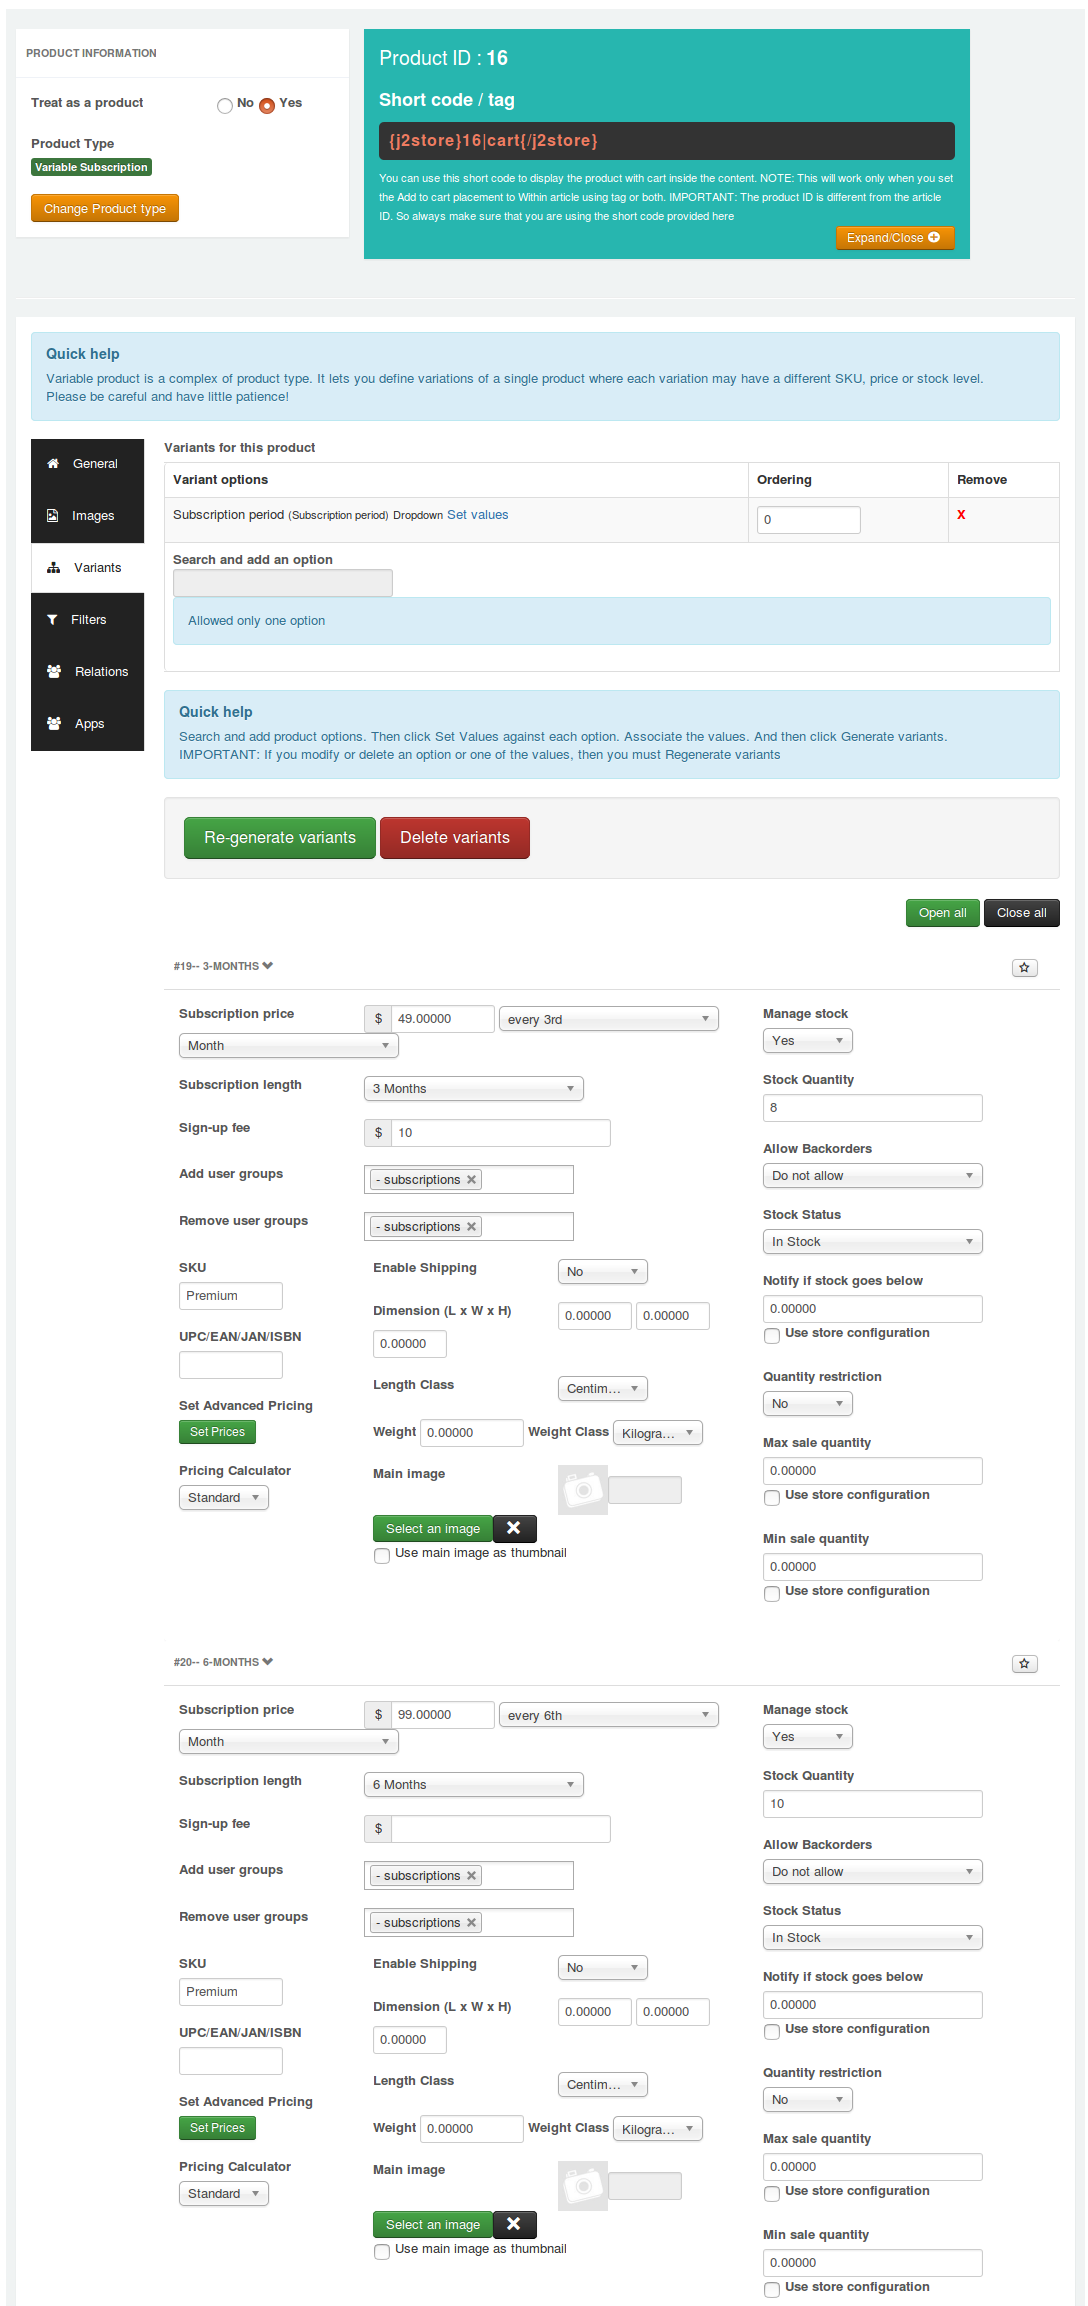 PRODUCT INFORMATION
Treat as a product No Yes
Product Type
Variable Subscription
Change Product type
Product ID : 16
Short code / tag
{j2store}16|cart{/j2store}
You can use this short code to display the product with cart inside the content. NOTE: This will work only when you set
the Add to cart placement to Within article using tag or both. IMPORTANT: The product ID is different from the article
ID. So always make sure that you are using the short code provided here
Expand/Close
Quick help
Variable product is a complex of product type. It lets you define variations of a single product where each variation may have a different SKU, price or stock level.
Please be careful and have little patience!
General
Images
Variants
Filters
Relations
Apps
Variants for this product
Variant options Ordering Remove
Subscription period (Subscription period) Dropdown Set values 0 X
Search and add an option
Allowed only one option
Quick help
Search and add product options. Then click Set Values against each option. Associate the values. And then click Generate variants.
IMPORTANT: If you modify or delete an option or one of the values, then you must Regenerate variants
Re-generate variants Delete variants
Open all Close all
#19-- 3-MONTHS
Subscription price $ 49.00000 every 3rd
Month
Subscription length 3 Months
Sign-up fee $ 10
Add user groups - subscriptions
Remove user groups - subscriptions
SKU
Premium
UPC/EAN/JAN/ISBN
Set Advanced Pricing
Set Prices
Pricing Calculator
Standard
Enable Shipping No
Dimension (L x W x H) 0.00000 0.00000
0.00000
Length Class Centim...
Weight 0.00000 Weight Class Kilogra...
Main image
Select an image
Use main image as thumbnail
Manage stock
Yes
Stock Quantity
8
Allow Backorders
Do not allow
Stock Status
In Stock
Notify if stock goes below
0.00000
Use store configuration
Quantity restriction
No
Max sale quantity
0.00000
Use store configuration
Min sale quantity
0.00000
Use store configuration
#20-- 6-MONTHS
Subscription price $ 99.00000 every 6th
Month
Subscription length 6 Months
Sign-up fee $
Add user groups - subscriptions
Remove user groups - subscriptions
SKU
Premium
UPC/EAN/JAN/ISBN
Set Advanced Pricing
Set Prices
Pricing Calculator
Standard
Enable Shipping No
Dimension (L x W x H) 0.00000 0.00000
0.00000
Length Class Centim...
Weight 0.00000 Weight Class Kilogra...
Main image
Select an image
Use main image as thumbnail
Manage stock
Yes
Stock Quantity
10
Allow Backorders
Do not allow
Stock Status
In Stock
Notify if stock goes below
0.00000
Use store configuration
Quantity restriction
No
Max sale quantity
0.00000
Use store configuration
Min sale quantity
0.00000
Use store configuration